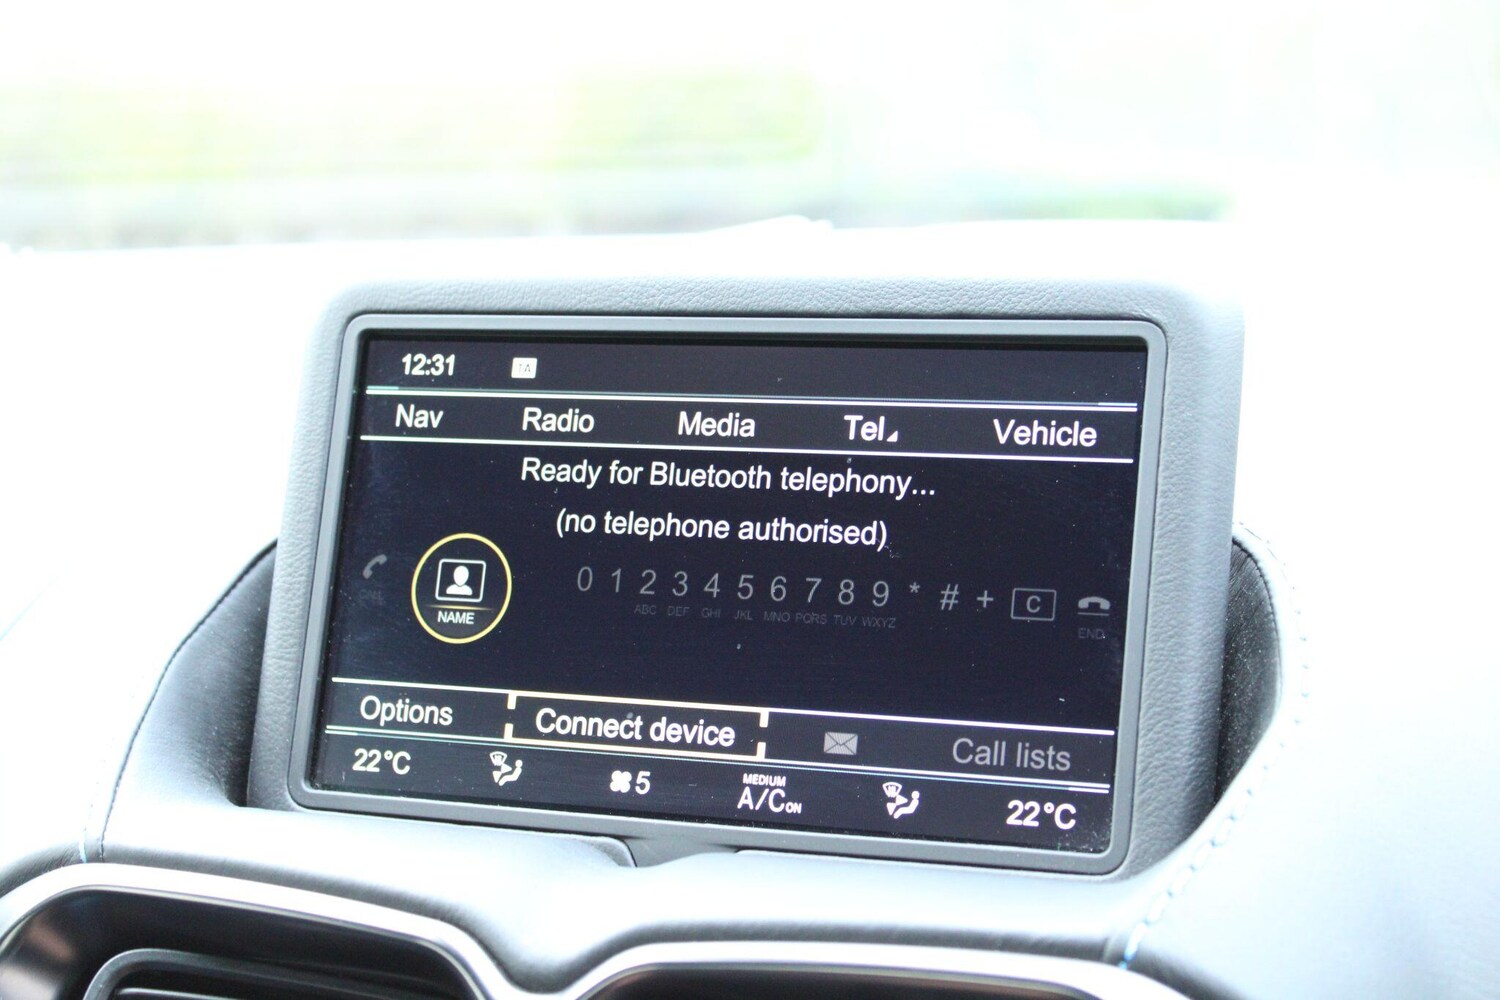 12:31
Nav Radio Media Tel Vehicle
Ready for Bluetooth telephony...
(no telephone authorised)
NAME
0 1 2 3 4 5 6 7 8 9 * # + C
ABC DEF GHI JKL MNO PQRS TUV WXYZ
END
Options Connect device Call lists
22°C 5 MEDIUM A/C ON 22°C